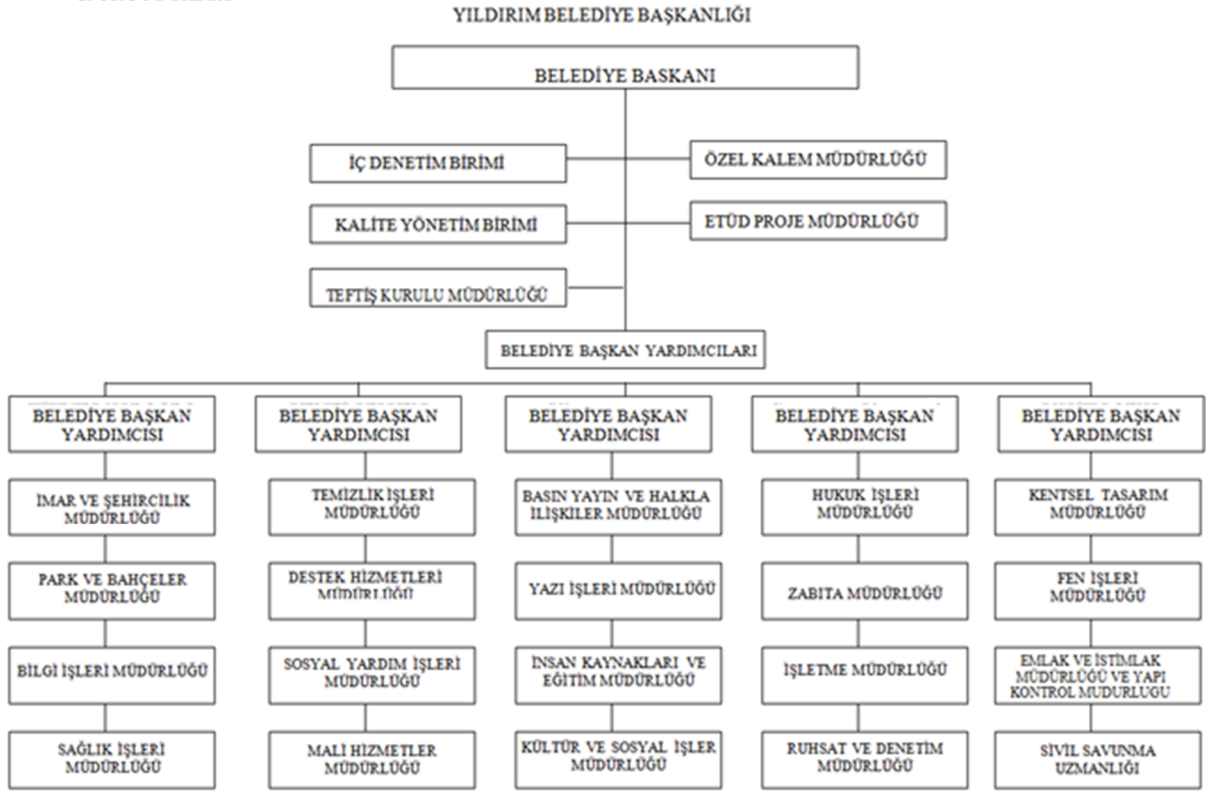 YILDIRIM BELEDİYE BAŞKANLIĞI
BELEDİYE BASKANI
İÇ DENETİM BİRİMİ
ÖZEL KALEM MÜDÜRLÜĞÜ
KALİTE YÖNETİM BİRİMİ
ETÜD PROJE MÜDÜRLÜĞÜ
TEFTİŞ KURULU MÜDÜRLÜĞÜ
BELEDİYE BAŞKAN YARDIMCILARI
BELEDİYE BAŞKAN
YARDIMCISI
İMAR VE ŞEHİRCİLİK
MÜDÜRLÜĞÜ
PARK VE BAHÇELER
MÜDÜRLÜĞÜ
BİLGİ İŞLERİ MÜDÜRLÜĞÜ
SAĞLIK İŞLERİ
MÜDÜRLÜĞÜ
BELEDİYE BAŞKAN
YARDIMCISI
TEMİZLİK İŞLERİ
MÜDÜRLÜĞÜ
DESTEK HİZMETLERİ
MÜDÜRLÜĞÜ
SOSYAL YARDIM İŞLERİ
MÜDÜRLÜĞÜ
MALİ HİZMETLER
MÜDÜRLÜĞÜ
BELEDİYE BAŞKAN
YARDIMCISI
BASIN YAYIN VE HALKLA
İLİŞKİLER MÜDÜRLÜĞÜ
YAZI İŞLERİ MÜDÜRLÜĞÜ
İNSAN KAYNAKLARI VE
EĞİTİM MÜDÜRLÜĞÜ
KÜLTÜR VE SOSYAL İŞLER
MÜDÜRLÜĞÜ
BELEDİYE BAŞKAN
YARDIMCISI
HUKUK İŞLERİ
MÜDÜRLÜĞÜ
ZABITA MÜDÜRLÜĞÜ
İŞLETME MÜDÜRLÜĞÜ
RUHSAT VE DENETİM
MÜDÜRLÜĞÜ
BELEDİYE BAŞKAN
YARDIMCISI
KENTSEL TASARIM
MÜDÜRLÜĞÜ
FEN İŞLERİ
MÜDÜRLÜĞÜ
EMLAK VE İSTİMLAK
MÜDÜRLÜĞÜ VE YAPI
KONTROL MUDURLUGU
SİVİL SAVUNMA
UZMANLIĞI